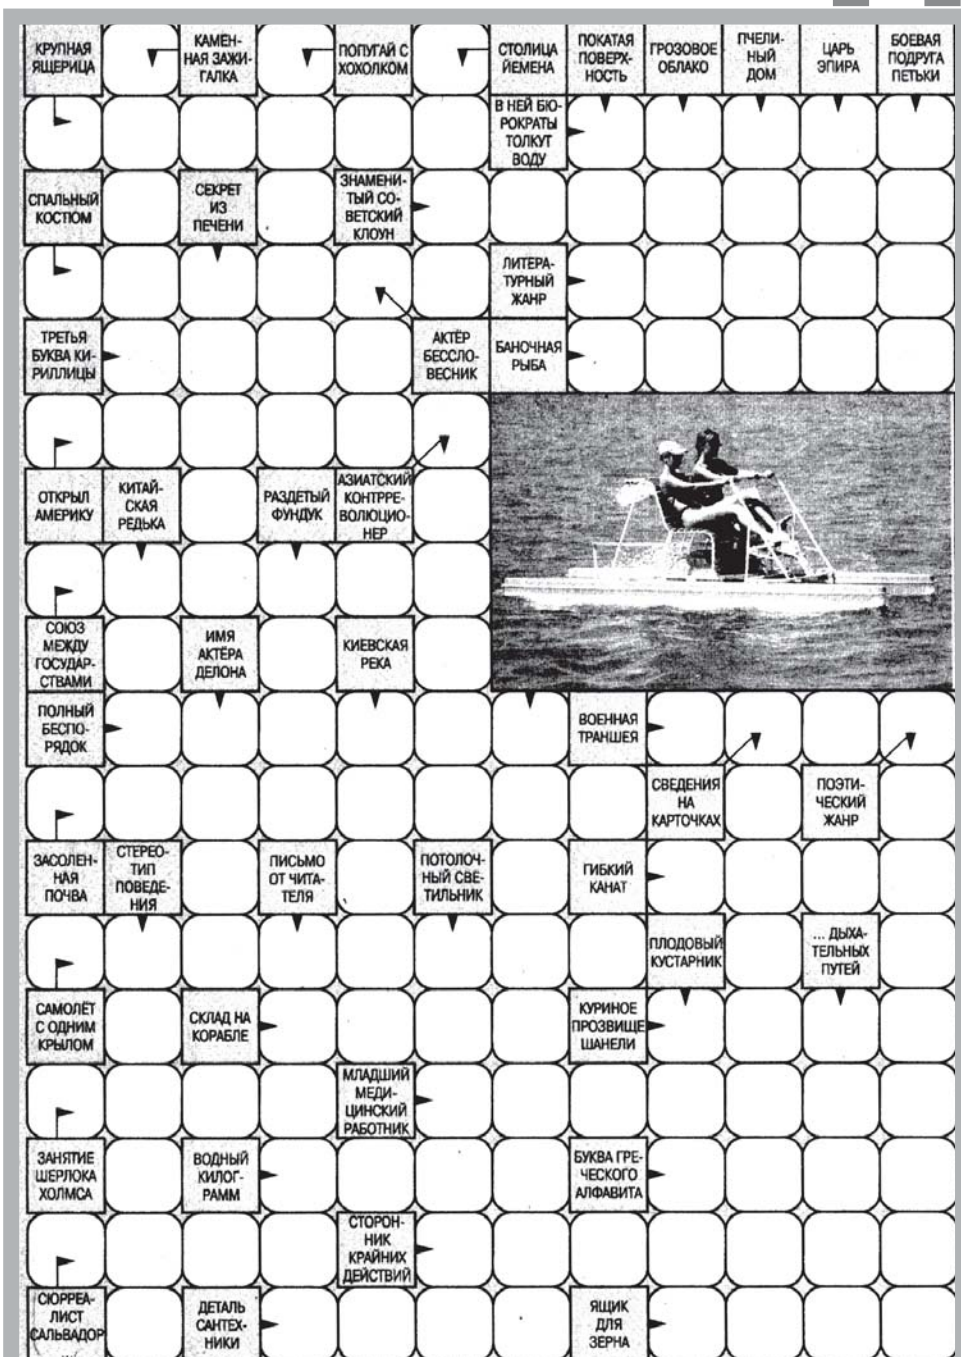 КРУПНАЯ
ЯЩЕРИЦА
КАМЕН-
НАЯ ЗАЖИ-
ГАЛКА
ПОПУГАЙ С
ХОХОЛКОМ
СТОЛИЦА
ЙЕМЕНА
ПОКАТАЯ
ПОВЕРХ-
НОСТЬ
ГРОЗОВОЕ
ОБЛАКО
ПЧЕЛИ-
НЫЙ
ДОМ
ЦАРЬ
ЭПИРА
БОЕВАЯ
ПОДРУГА
ПЕТЬКИ
В НЕЙ БЮ-
РОКРАТЫ
ТОЛКУТ
ВОДУ
СПАЛЬНЫЙ
КОСТЮМ
СЕКРЕТ
ИЗ
ПЕЧЕНИ
ЗНАМЕНИ-
ТЫЙ СО-
ВЕТСКИЙ
КЛОУН
ЛИТЕРА-
ТУРНЫЙ
ЖАНР
ТРЕТЬЯ
БУКВА КИ-
РИЛЛИЦЫ
АКТЁР
БЕССЛО-
ВЕСНИК
БАНОЧНАЯ
РЫБА
ОТКРЫЛ
АМЕРИКУ
КИТАЙ-
СКАЯ
РЕДЬКА
РАЗДЕТЫЙ
ФУНДУК
АЗИАТСКИЙ
КОНТРРЕ-
ВОЛЮЦИО-
НЕР
СОЮЗ
МЕЖДУ
ГОСУДАР-
СТВАМИ
ИМЯ
АКТЁРА
ДЕЛОНА
КИЕВСКАЯ
РЕКА
ПОЛНЫЙ
БЕСПО-
РЯДОК
ВОЕННАЯ
ТРАНШЕЯ
СВЕДЕНИЯ
НА
КАРТОЧКАХ
ПОЭТИ-
ЧЕСКИЙ
ЖАНР
ЗАСОЛЕН-
НАЯ
ПОЧВА
СТЕРЕО-
ТИП
ПОВЕДЕ-
НИЯ
ПИСЬМО
ОТ ЧИТА-
ТЕЛЯ
ПОТОЛОЧ-
НЫЙ СВЕ-
ТИЛЬНИК
ГИБКИЙ
КАНАТ
ПЛОДОВЫЙ
КУСТАРНИК
... ДЫХА-
ТЕЛЬНЫХ
ПУТЕЙ
САМОЛЁТ
С ОДНИМ
КРЫЛОМ
СКЛАД НА
КОРАБЛЕ
КУРИНОЕ
ПРОЗВИЩЕ
ШАНЕЛИ
МЛАДШИЙ
МЕДИ-
ЦИНСКИЙ
РАБОТНИК
ЗАНЯТИЕ
ШЕРЛОКА
ХОЛМСА
ВОДНЫЙ
КИЛОГ-
РАММ
БУКВА ГРЕ-
ЧЕСКОГО
АЛФАВИТА
СТОРОН-
НИК
КРАЙНИХ
ДЕЙСТВИЙ
СЮРРЕА-
ЛИСТ
САЛЬВАДОР
ДЕТАЛЬ
САНТЕХ-
НИКИ
ЯЩИК
ДЛЯ
ЗЕРНА